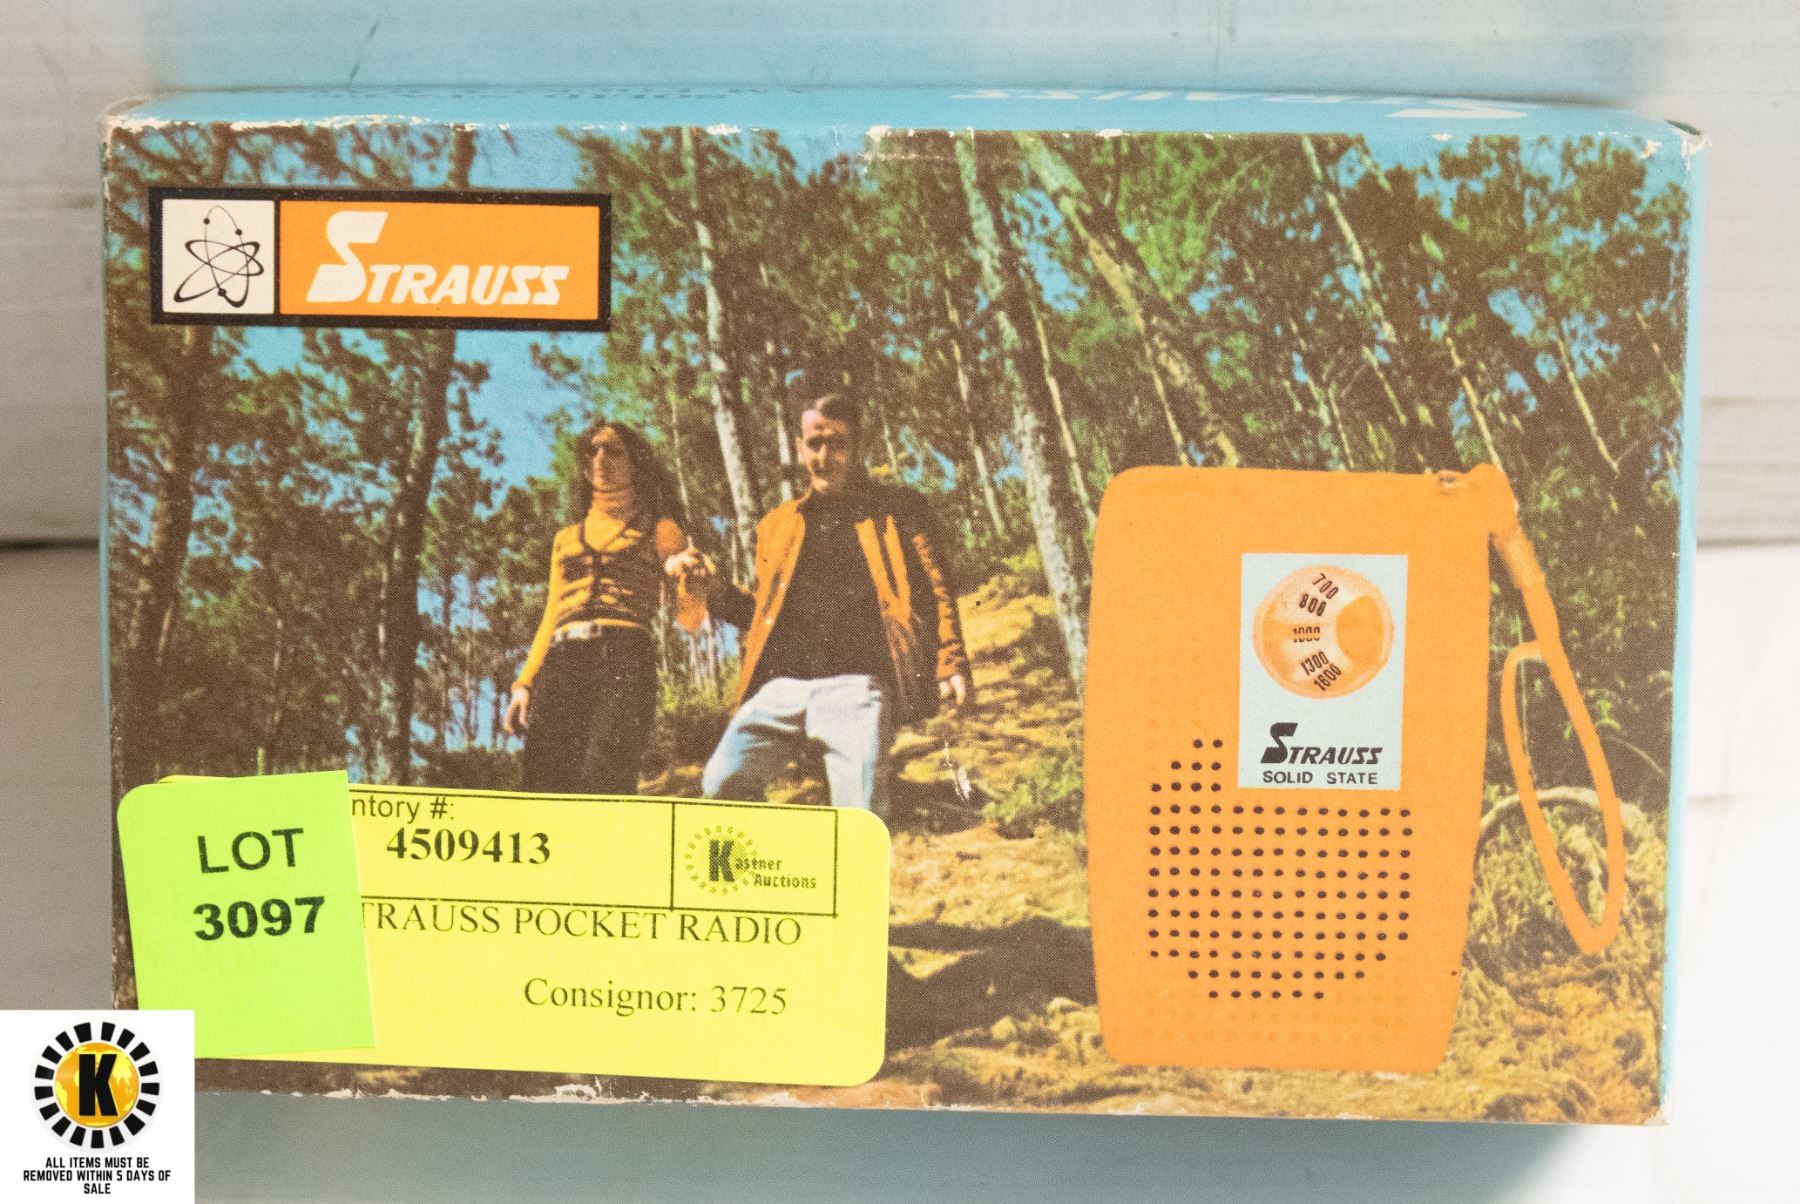 STRAUSS
700
800
1000
1300
1600
STRAUSS
SOLID STATE
ntory #:
4509413
Kastner
Auctions
LOT
3097
TRAUSS POCKET RADIO
Consignor: 3725
K
ALL ITEMS MUST BE
REMOVED WITHIN 5 DAYS OF
SALE